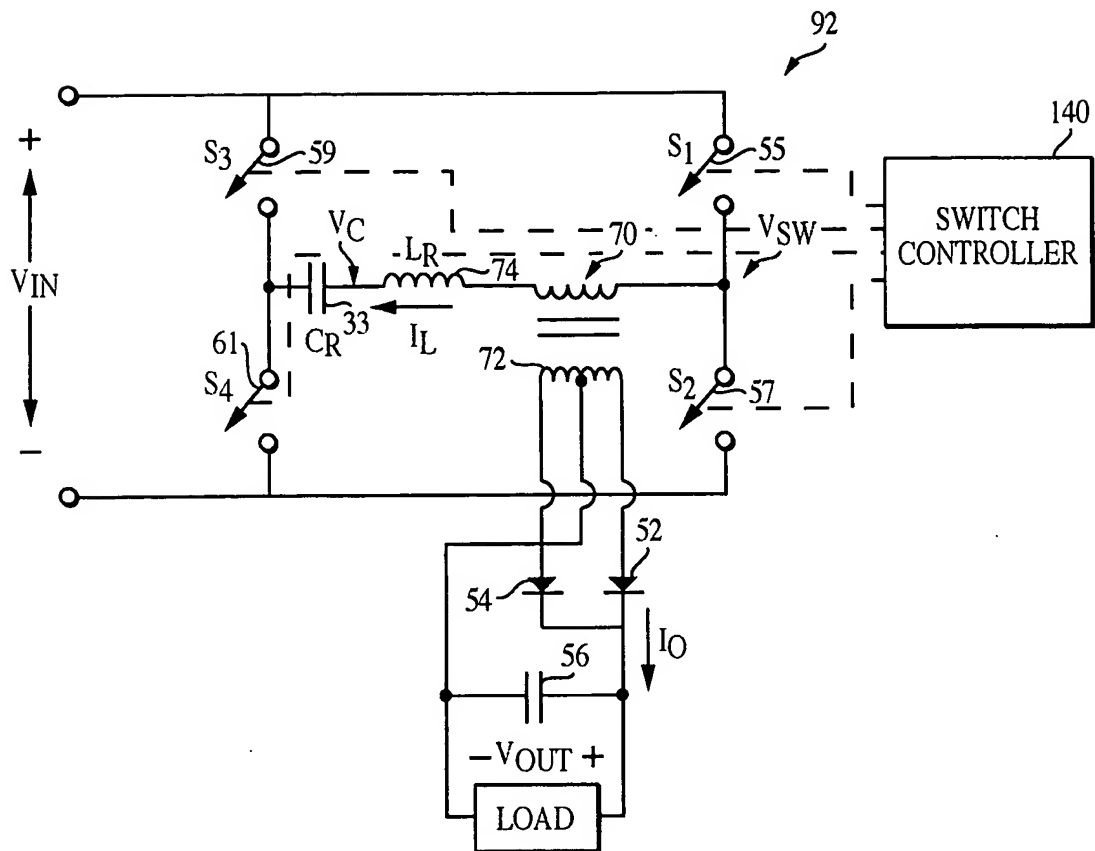 92
140
+
S3
59
S1
55
SWITCH
CONTROLLER
VSW
VC
LR
74
70
VIN
33
CR
IL
61
S4
72
S2
57
−
52
54
IO
56
− VOUT +
LOAD